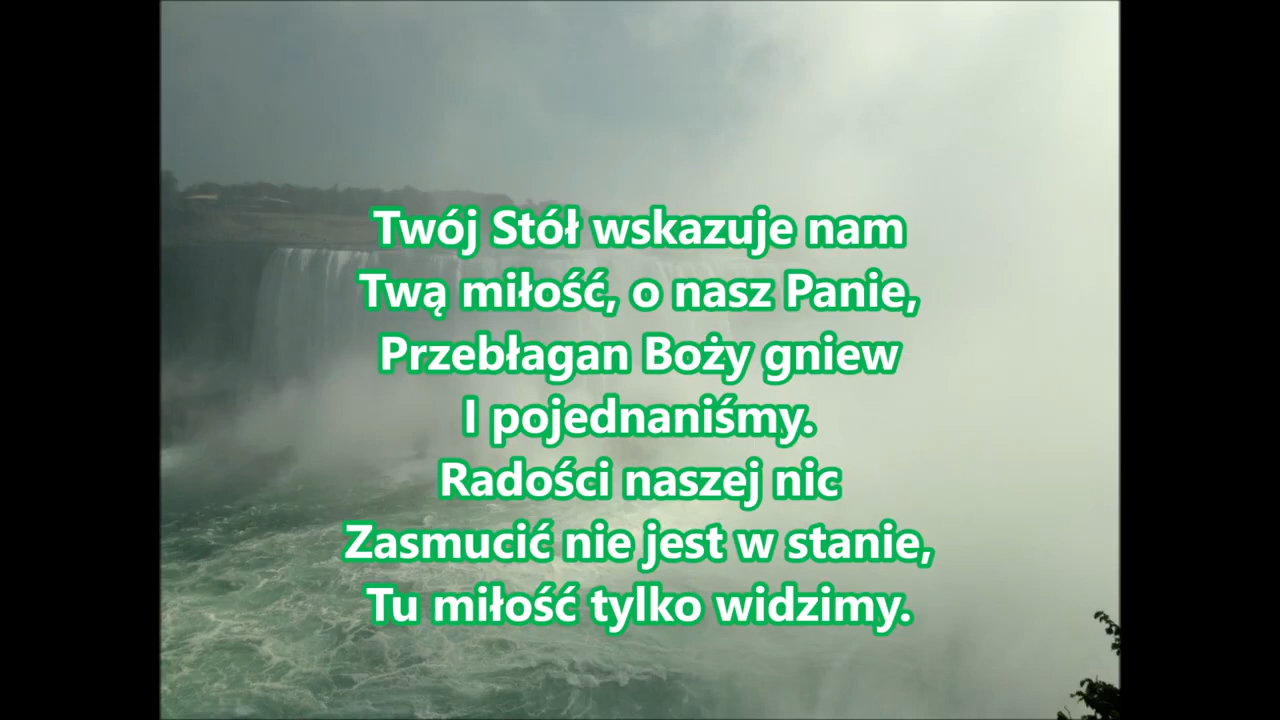 Twój Stół wskazuje nam
Twą miłość, o nasz Panie,
Przebłagan Boży gniew
I pojednaniśmy.
Radości naszej nic
Zasmucić nie jest w stanie,
Tu miłość tylko widzimy.